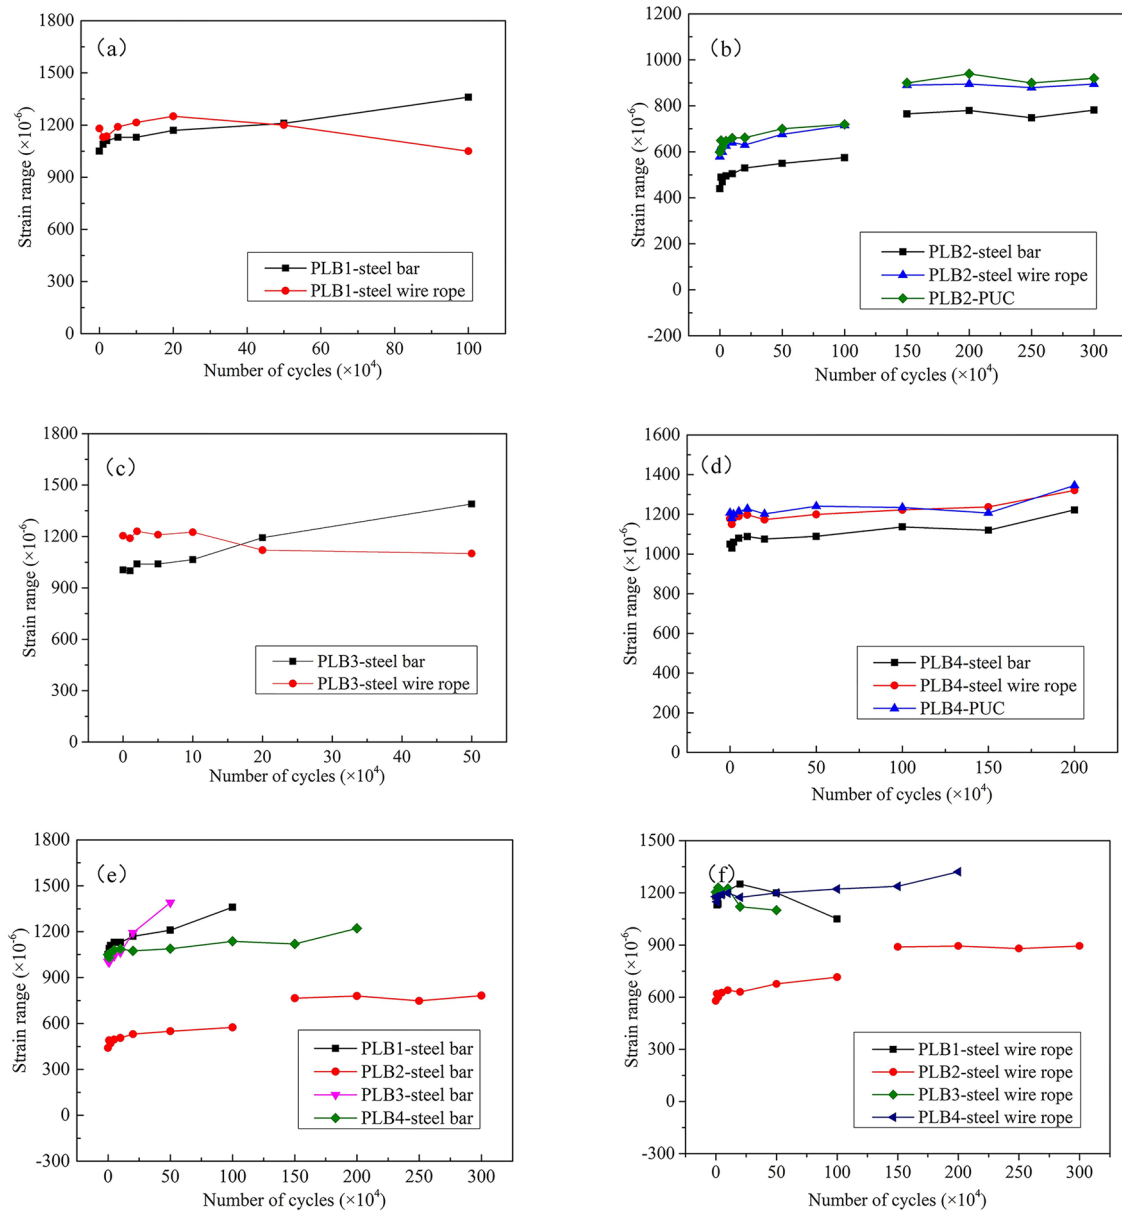 (a)
1800
1500
1200
900
600
300
0
Strain range (×10-6)
0 20 40 60 80 100
Number of cycles (×104)
PLB1-steel bar
PLB1-steel wire rope
(b)
1200
1000
800
600
400
200
0
-200
Strain range (×10-6)
0 50 100 150 200 250 300
Number of cycles (×104)
PLB2-steel bar
PLB2-steel wire rope
PLB2-PUC
(c)
1800
1500
1200
900
600
300
0
Strain range (×10-6)
0 10 20 30 40 50
Number of cycles (×104)
PLB3-steel bar
PLB3-steel wire rope
(d)
1600
1400
1200
1000
800
600
400
200
0
Strain range (×10-6)
0 50 100 150 200
Number of cycles (×104)
PLB4-steel bar
PLB4-steel wire rope
PLB4-PUC
(e)
1800
1500
1200
900
600
300
0
-300
Strain range (×10-6)
0 50 100 150 200 250 300
Number of cycles (×104)
PLB1-steel bar
PLB2-steel bar
PLB3-steel bar
PLB4-steel bar
(f)
1500
1200
900
600
300
0
-300
Strain range (×10-6)
0 50 100 150 200 250 300
Number of cycles (×104)
PLB1-steel wire rope
PLB2-steel wire rope
PLB3-steel wire rope
PLB4-steel wire rope